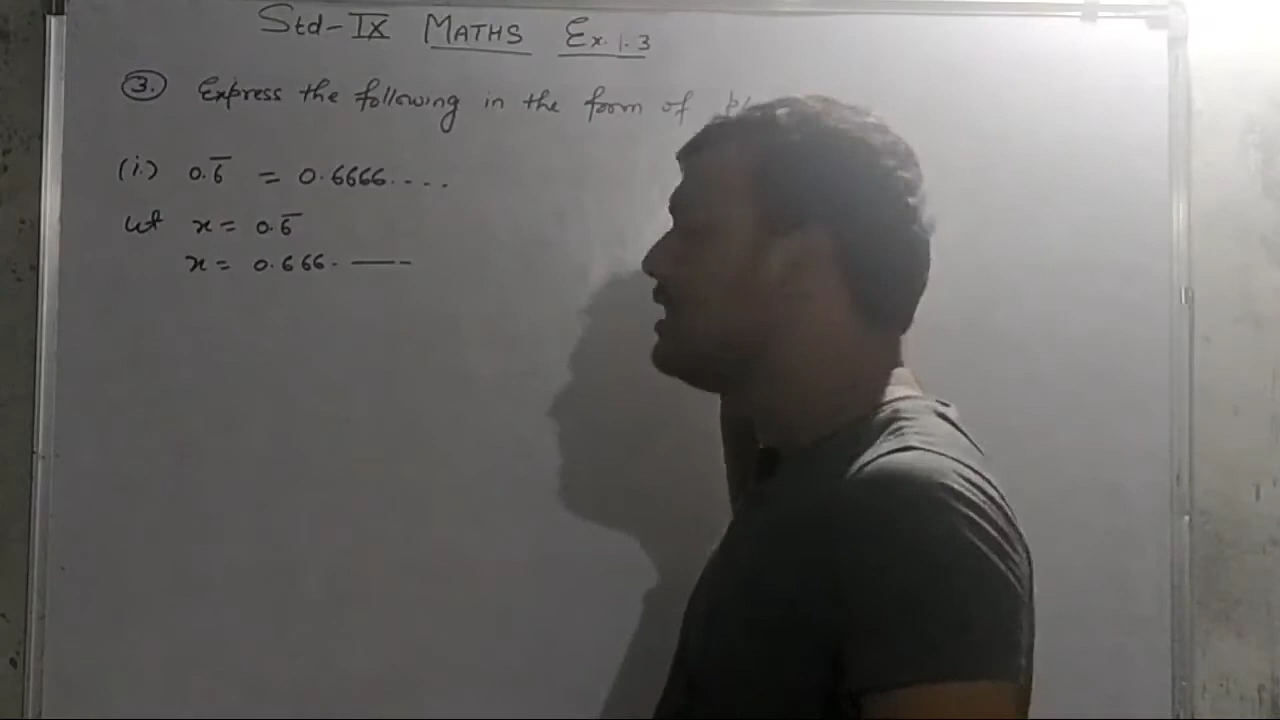 Std-IX MATHS Ex. 1.3
3. Express the following in the form of
(i.) 0.6̅ = 0.6666....
let x = 0.6̅
x = 0.666. ——-